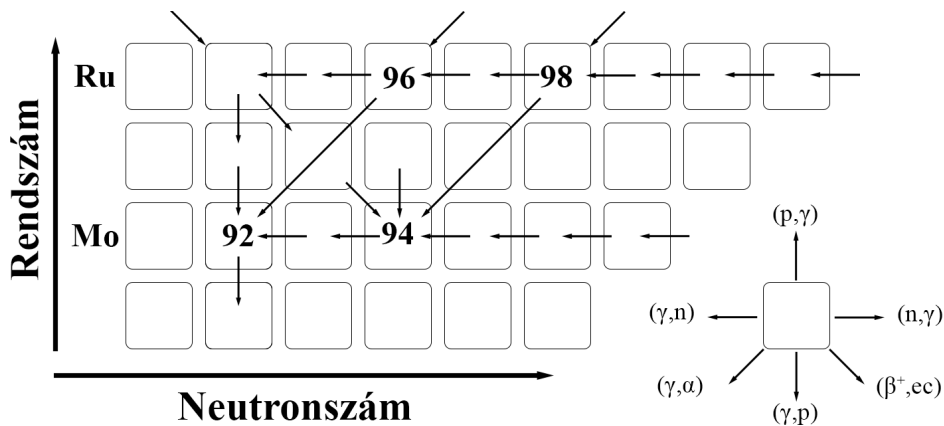 Rendszám
Ru
96
98
Mo
92
94
Neutronszám
(p,γ)
(γ,n)
(n,γ)
(γ,α)
(γ,p)
(β⁺,ec)